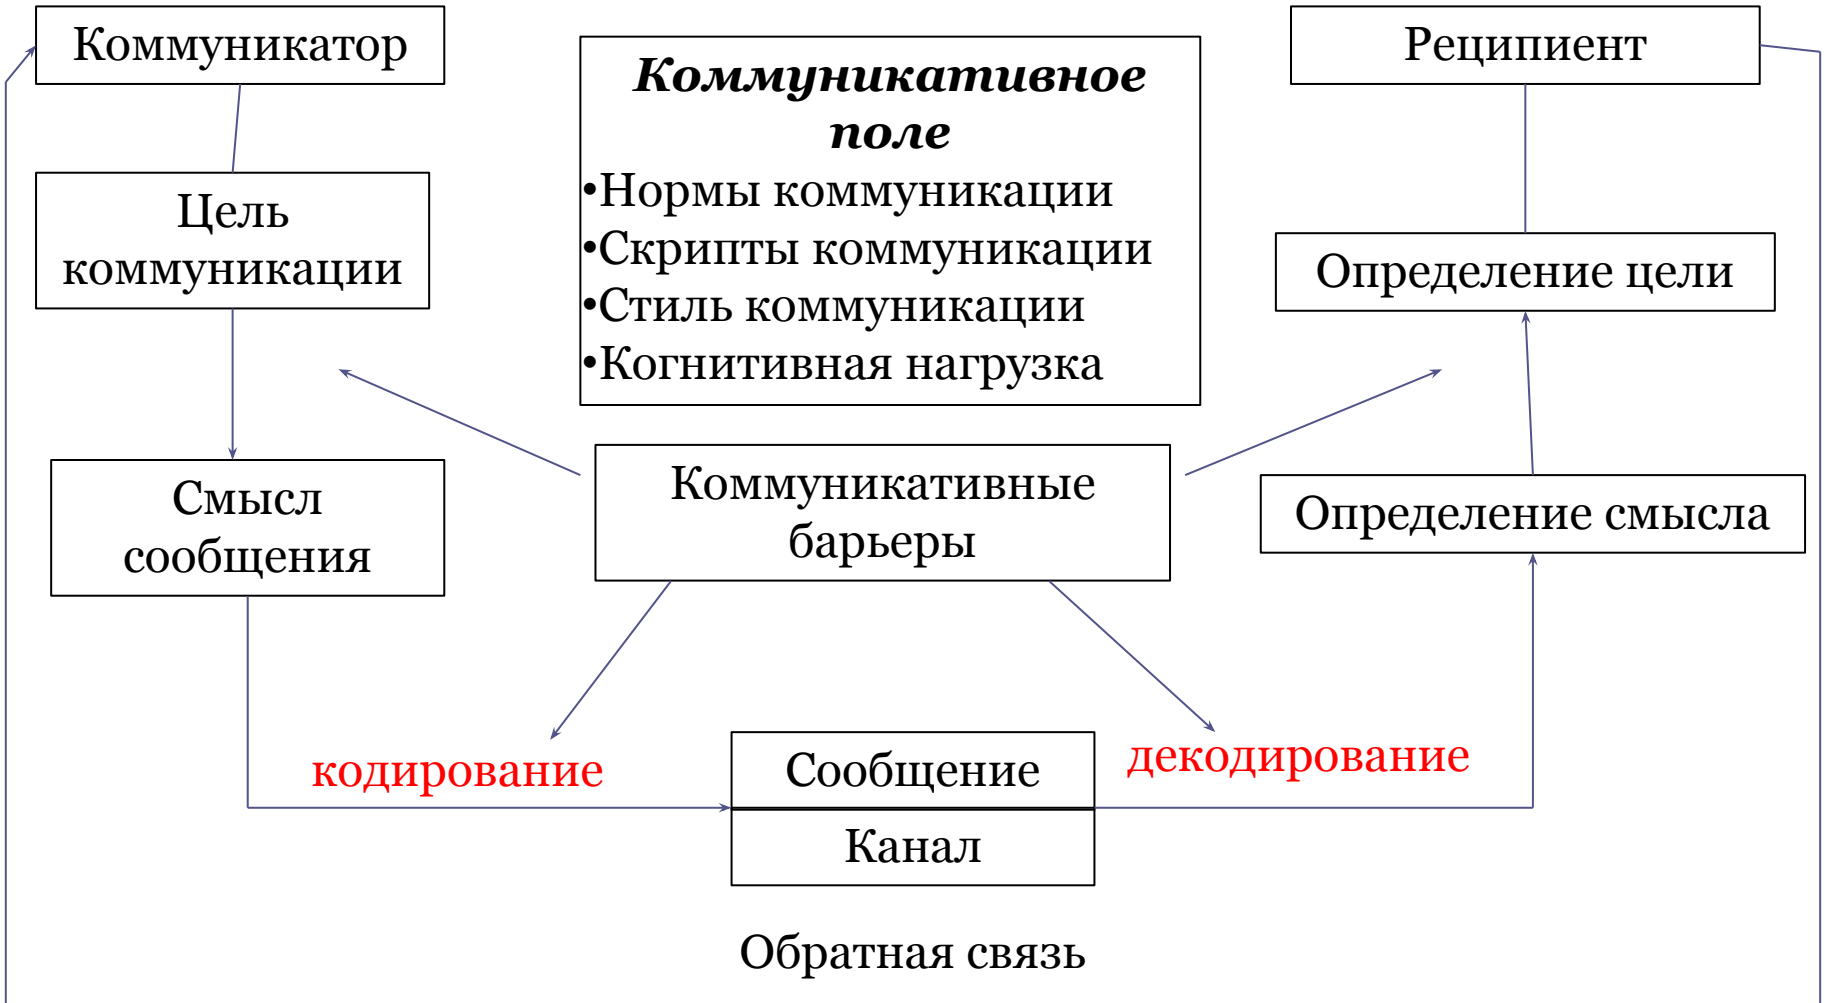 Коммуникатор
Реципиент
Коммуникативное
поле
•Нормы коммуникации
•Скрипты коммуникации
•Стиль коммуникации
•Когнитивная нагрузка
Цель
коммуникации
Определение цели
Смысл
сообщения
Коммуникативные
барьеры
Определение смысла
кодирование
Сообщение
декодирование
Канал
Обратная связь